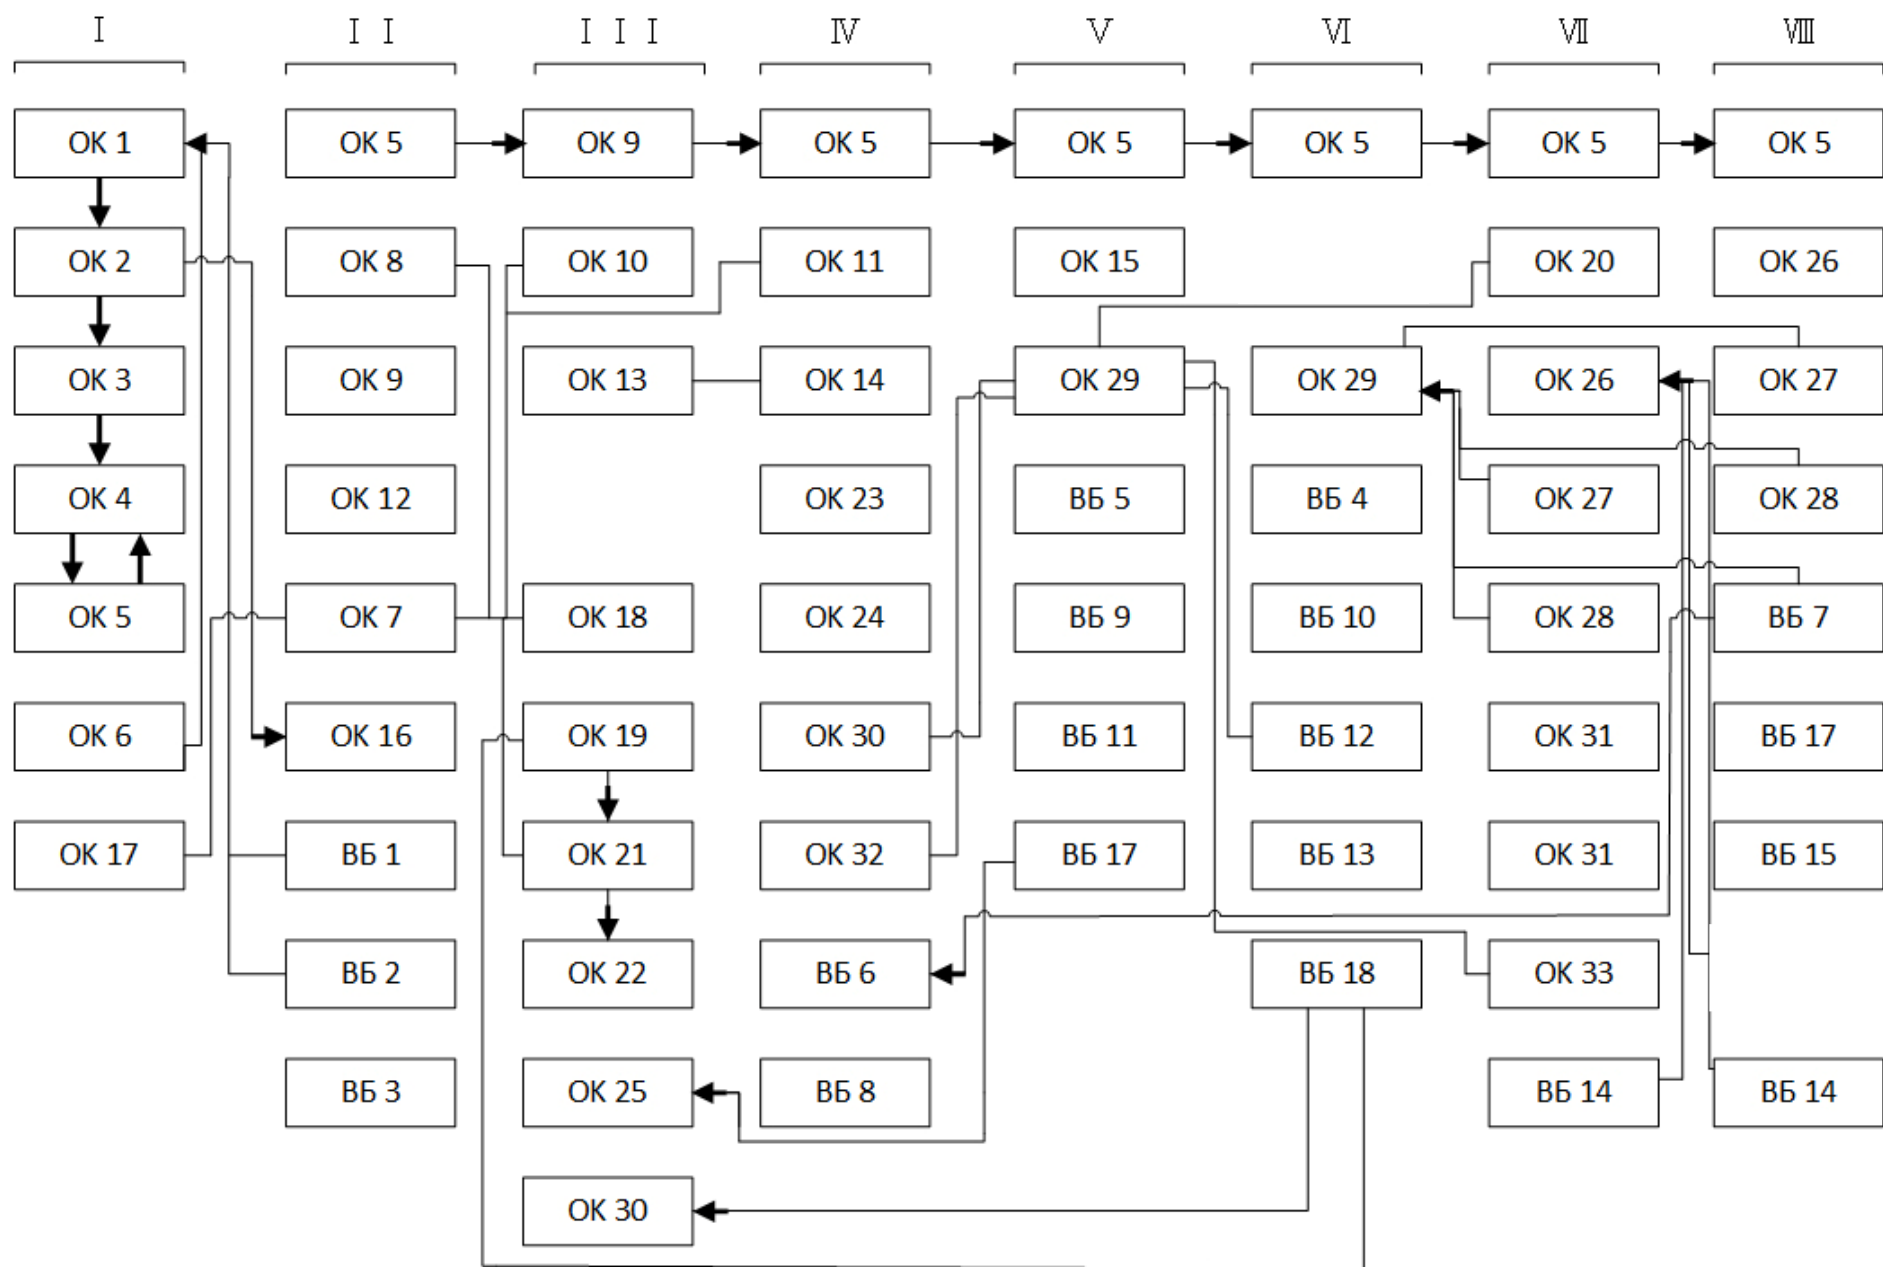 I I I I I I IV V VI VII VIII
ОК 1 ОК 5 ОК 9 ОК 5 ОК 5 ОК 5 ОК 5 ОК 5
ОК 2 ОК 8 ОК 10 ОК 11 ОК 15 ОК 20 ОК 26
ОК 3 ОК 9 ОК 13 ОК 14 ОК 29 ОК 29 ОК 26 ОК 27
ОК 4 ОК 12 ОК 23 ВБ 5 ВБ 4 ОК 27 ОК 28
ОК 5 ОК 7 ОК 18 ОК 24 ВБ 9 ВБ 10 ОК 28 ВБ 7
ОК 6 ОК 16 ОК 19 ОК 30 ВБ 11 ВБ 12 ОК 31 ВБ 17
ОК 17 ВБ 1 ОК 21 ОК 32 ВБ 17 ВБ 13 ОК 31 ВБ 15
ВБ 2 ОК 22 ВБ 6 ВБ 18 ОК 33
ВБ 3 ОК 25 ВБ 8 ВБ 14 ВБ 14
ОК 30